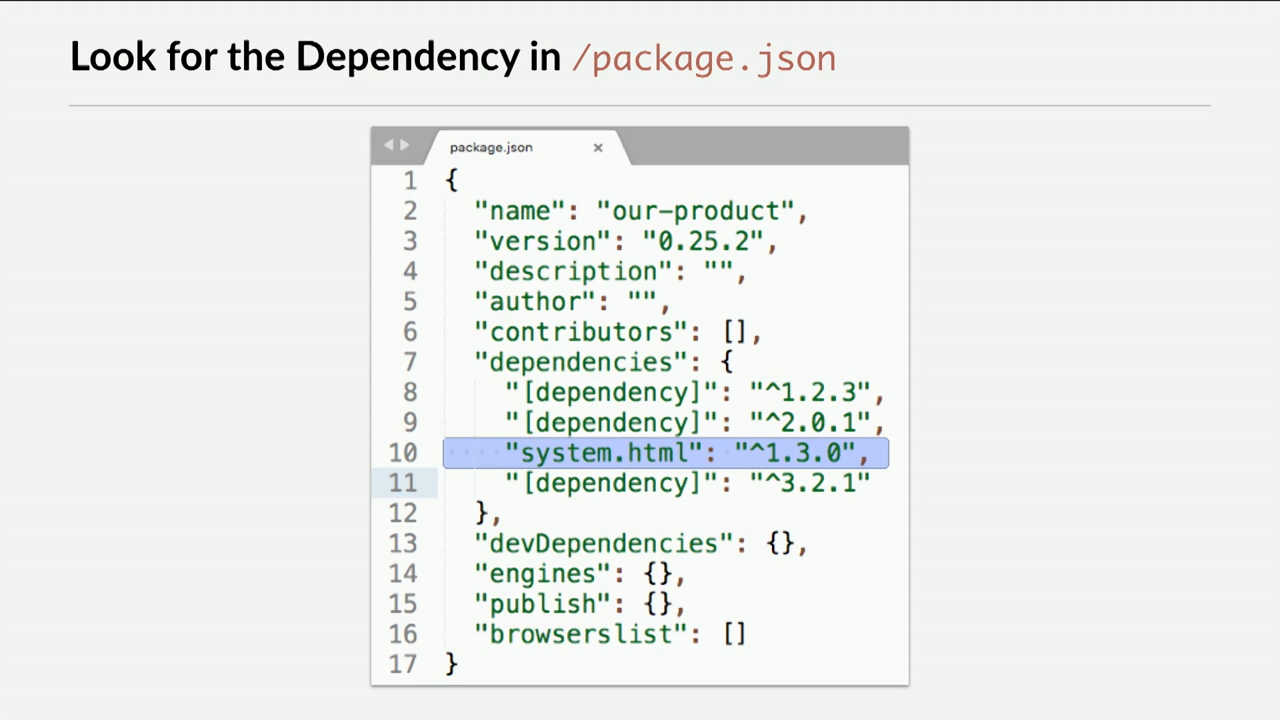 Look for the Dependency in /package.json
package.json ×
1 {
2 "name": "our-product",
3 "version": "0.25.2",
4 "description": "",
5 "author": "",
6 "contributors": [],
7 "dependencies": {
8 "[dependency]": "^1.2.3",
9 "[dependency]": "^2.0.1",
10 "system.html": "^1.3.0",
11 "[dependency]": "^3.2.1"
12 },
13 "devDependencies": {},
14 "engines": {},
15 "publish": {},
16 "browserslist": []
17 }